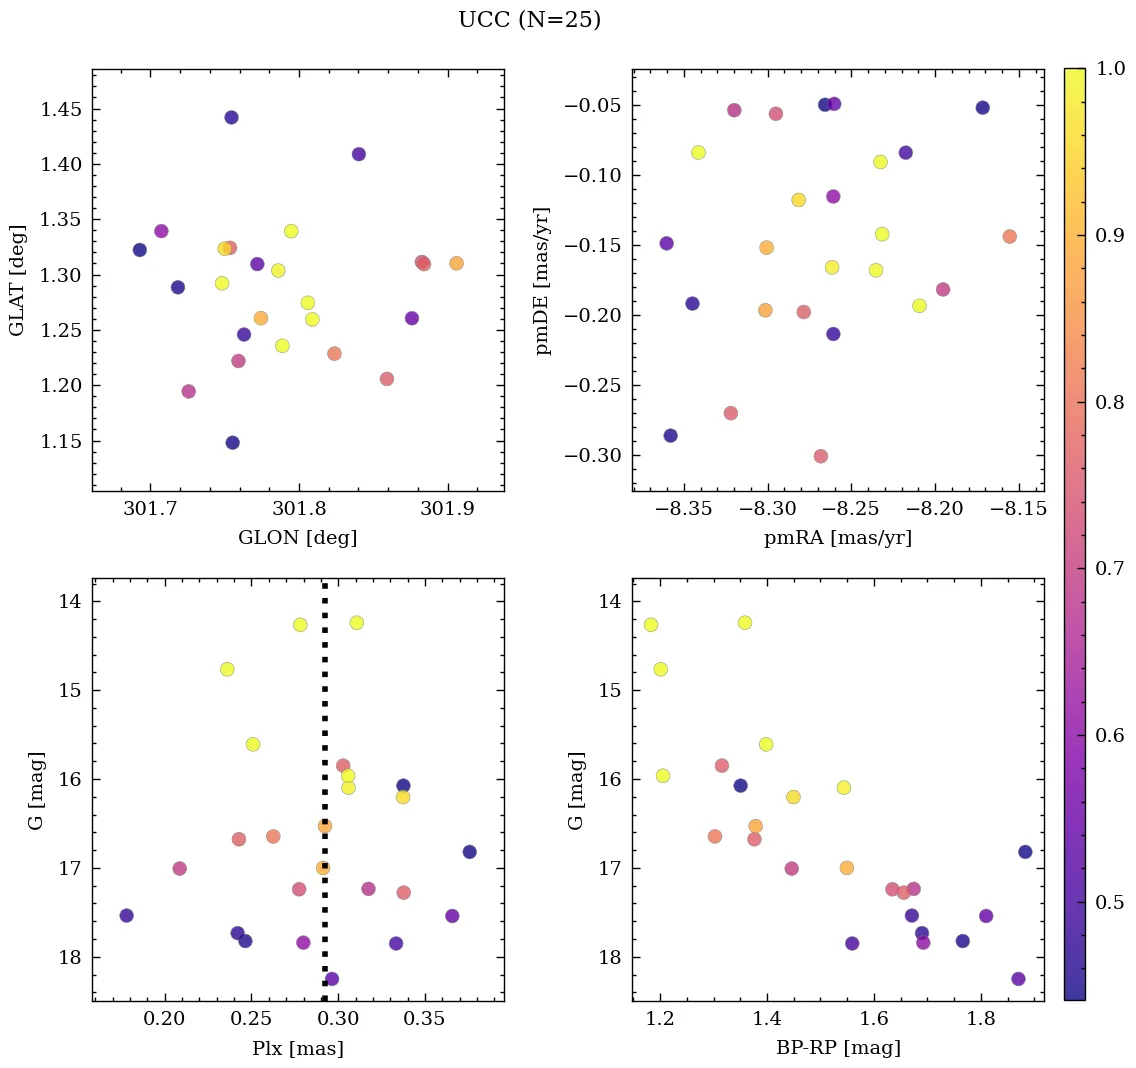 UCC (N=25)
1.45
1.40
1.35
1.30
1.25
1.20
1.15
GLAT [deg]
301.7 301.8 301.9
GLON [deg]
−0.05
−0.10
−0.15
−0.20
−0.25
−0.30
pmDE [mas/yr]
−8.35 −8.30 −8.25 −8.20 −8.15
pmRA [mas/yr]
14
15
16
17
18
G [mag]
0.20 0.25 0.30 0.35
Plx [mas]
14
15
16
17
18
G [mag]
1.2 1.4 1.6 1.8
BP-RP [mag]
1.0
0.9
0.8
0.7
0.6
0.5